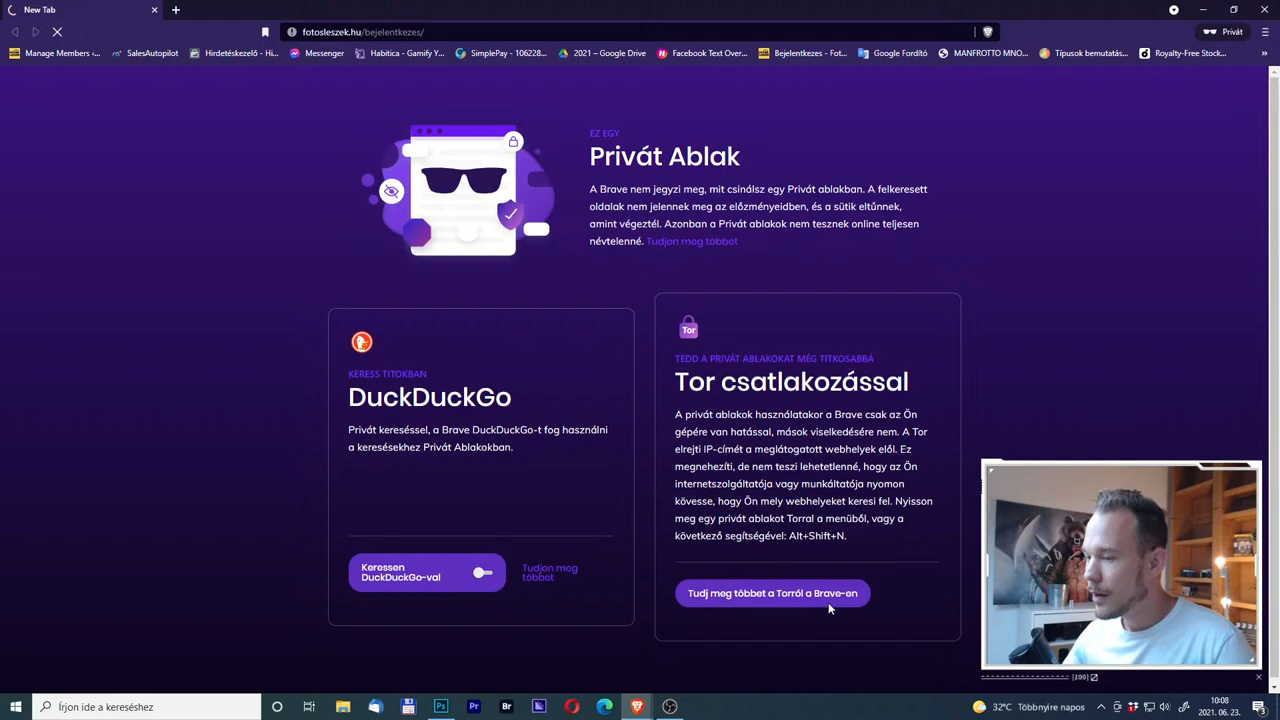 New Tab
fotosleszek.hu/bejelentkezes/
Privát
Manage Members ‹...
SalesAutopilot
Hirdetéskezelő - Hi...
Messenger
Habitica - Gamify Y...
SimplePay - 106228...
2021 – Google Drive
Facebook Text Over...
Bejelentkezes - Fot...
Google Fordító
MANFROTTO MNO...
Típusok bemutatás...
Royalty-Free Stock...
EZ EGY
Privát Ablak
A Brave nem jegyzi meg, mit csinálsz egy Privát ablakban. A felkeresett
oldalak nem jelennek meg az előzményeidben, és a sütik eltűnnek,
amint végeztél. Azonban a Privát ablakok nem tesznek online teljesen
névtelenné. Tudjon meg többet
KERESS TITOKBAN
DuckDuckGo
Privát kereséssel, a Brave DuckDuckGo-t fog használni
a keresésekhez Privát Ablakokban.
Keressen
DuckDuckGo-val
Tudjon meg
többet
Tor
TEDD A PRIVÁT ABLAKOKAT MÉG TITKOSABBÁ
Tor csatlakozással
A privát ablakok használatakor a Brave csak az Ön
gépére van hatással, mások viselkedésére nem. A Tor
elrejti IP-címét a meglátogatott webhelyek elől. Ez
megnehezíti, de nem teszi lehetetlenné, hogy az Ön
internetszolgáltatója vagy munkáltatója nyomon
kövesse, hogy Ön mely webhelyeket keresi fel. Nyisson
meg egy privát ablakot Torral a menüből, vagy a
következő segítségével: Alt+Shift+N.
Tudj meg többet a Torról a Brave-en
[100]
Írjon ide a kereséshez
Ps
Pr
Br
32°C Többnyire napos
10:08
2021. 06. 23.